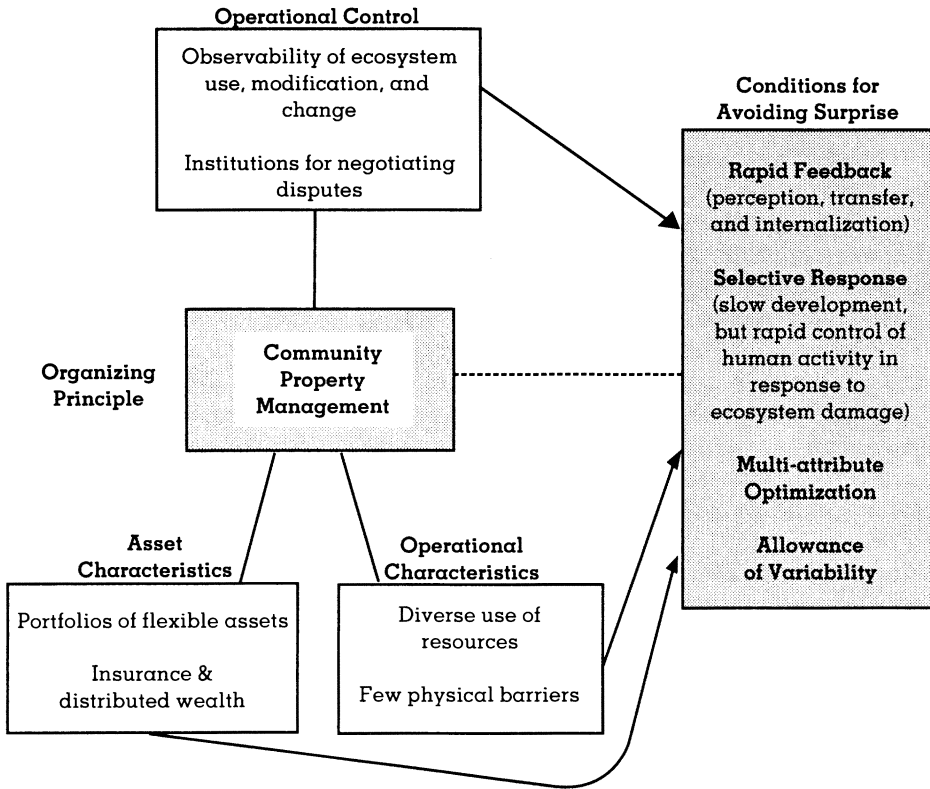 Operational Control
Observability of ecosystem
use, modification, and
change
Institutions for negotiating
disputes
Conditions for
Avoiding Surprise
Rapid Feedback
(perception, transfer,
and internalization)
Selective Response
(slow development,
but rapid control of
human activity in
response to
ecosystem damage)
Multi-attribute
Optimization
Allowance
of Variability
Organizing
Principle
Community
Property
Management
Asset
Characteristics
Portfolios of flexible assets
Insurance &
distributed wealth
Operational
Characteristics
Diverse use of
resources
Few physical barriers